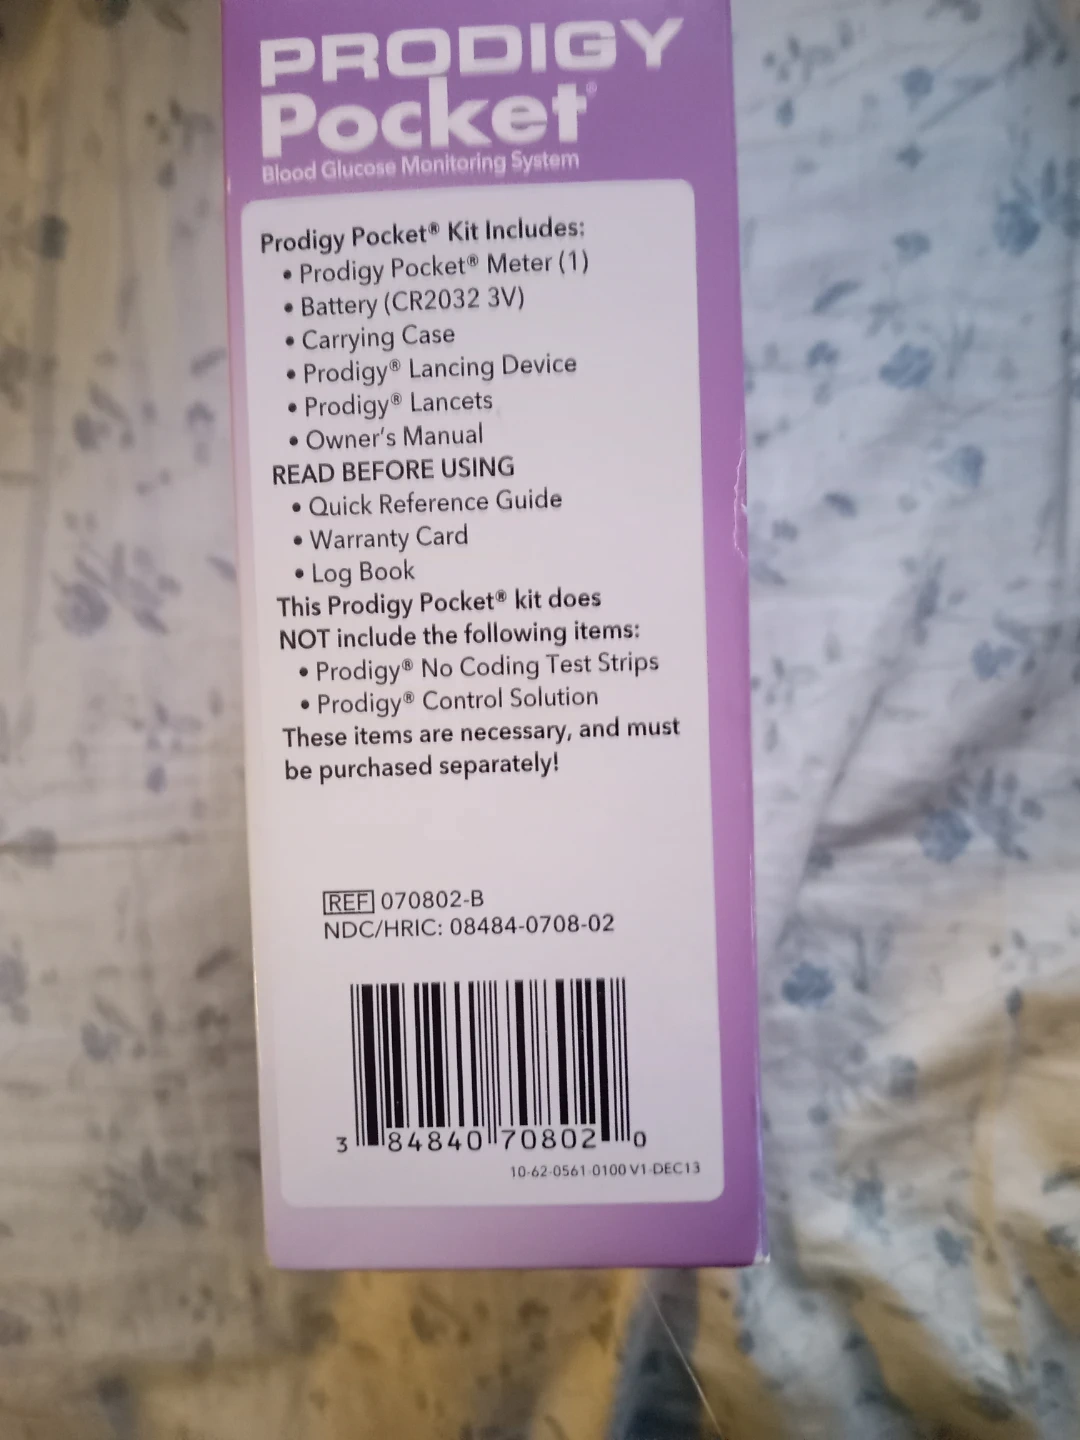 PRODIGY
Pocket®
Blood Glucose Monitoring System
Prodigy Pocket® Kit Includes:
• Prodigy Pocket® Meter (1)
• Battery (CR2032 3V)
• Carrying Case
• Prodigy® Lancing Device
• Prodigy® Lancets
• Owner's Manual
READ BEFORE USING
• Quick Reference Guide
• Warranty Card
• Log Book
This Prodigy Pocket® kit does
NOT include the following items:
• Prodigy® No Coding Test Strips
• Prodigy® Control Solution
These items are necessary, and must
be purchased separately!
REF 070802-B
NDC/HRIC: 08484-0708-02
3 84840 70802 0
10-62-0561-0100 V1-DEC13